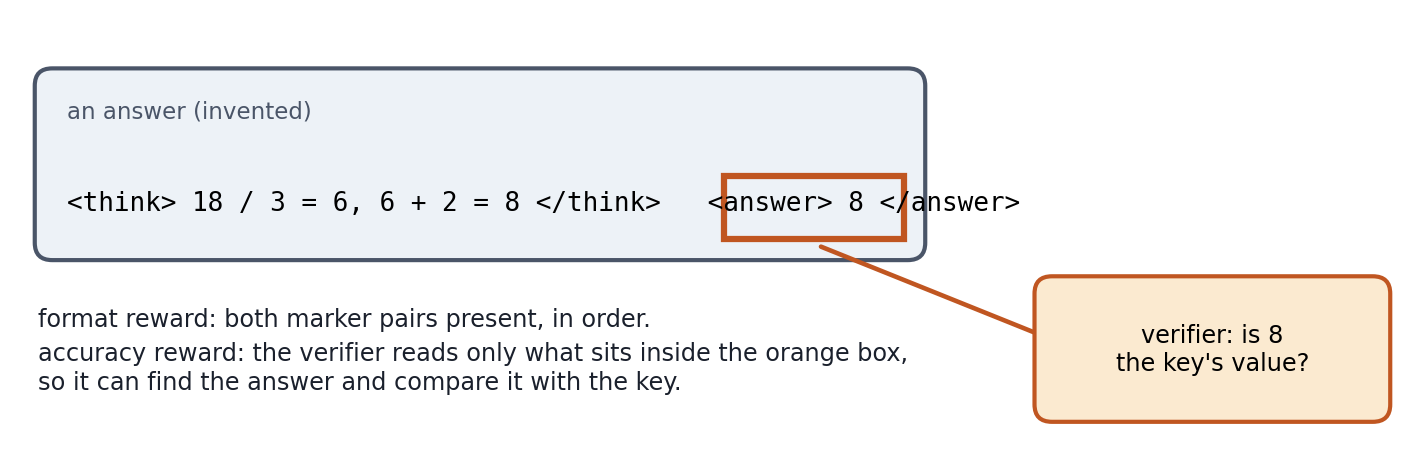 an answer (invented)
<think> 18 / 3 = 6, 6 + 2 = 8 </think>   <answer> 8 </answer>
format reward: both marker pairs present, in order.
accuracy reward: the verifier reads only what sits inside the orange box,
so it can find the answer and compare it with the key.
verifier: is 8
the key's value?